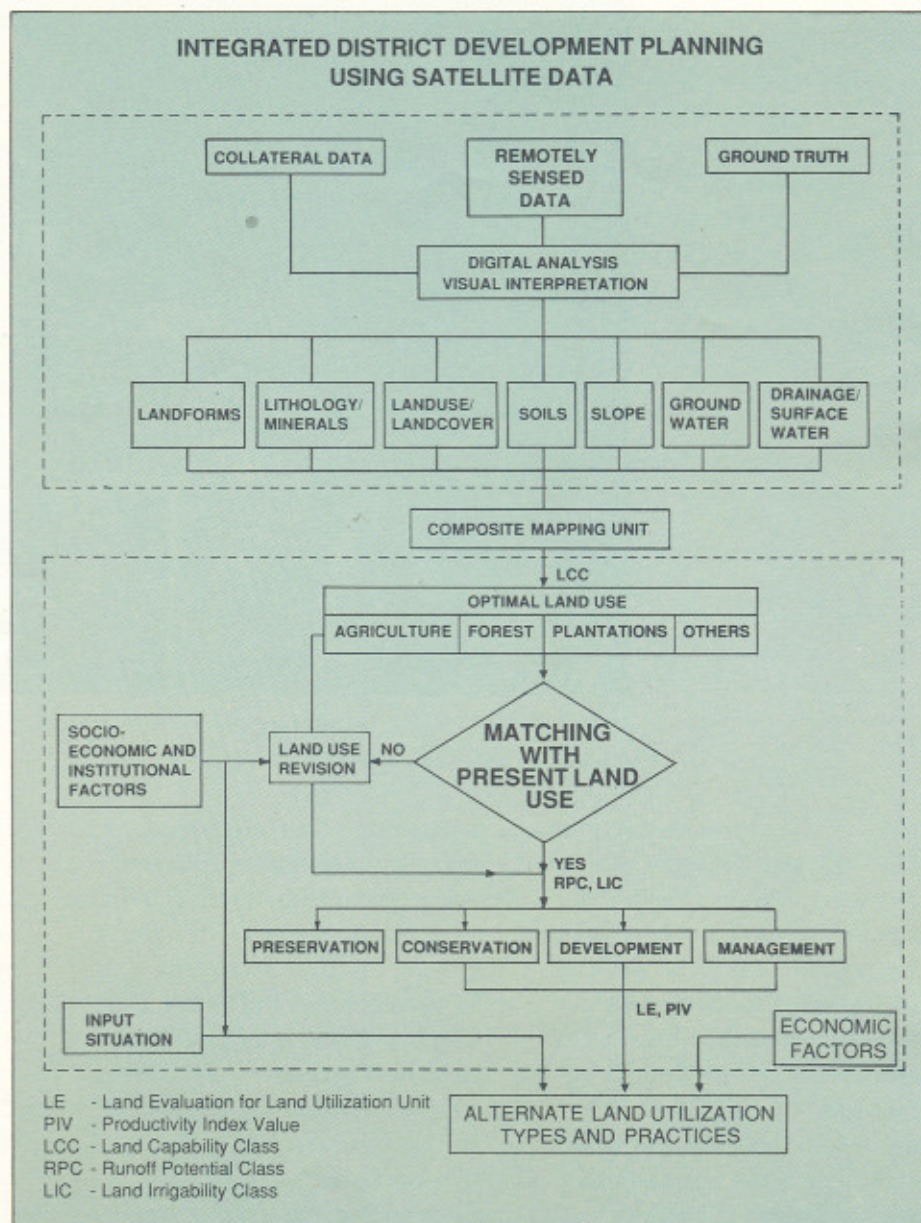 INTEGRATED DISTRICT DEVELOPMENT PLANNING
USING SATELLITE DATA
COLLATERAL DATA
REMOTELY
SENSED
DATA
GROUND TRUTH
DIGITAL ANALYSIS
VISUAL INTERPRETATION
LANDFORMS
LITHOLOGY/
MINERALS
LANDUSE/
LANDCOVER
SOILS
SLOPE
GROUND
WATER
DRAINAGE/
SURFACE
WATER
COMPOSITE MAPPING UNIT
LCC
OPTIMAL LAND USE
AGRICULTURE
FOREST
PLANTATIONS
OTHERS
SOCIO-
ECONOMIC AND
INSTITUTIONAL
FACTORS
LAND USE
REVISION
NO
MATCHING
WITH
PRESENT LAND
USE
YES
RPC, LIC
PRESERVATION
CONSERVATION
DEVELOPMENT
MANAGEMENT
LE, PIV
INPUT
SITUATION
ECONOMIC
FACTORS
ALTERNATE LAND UTILIZATION
TYPES AND PRACTICES
LE - Land Evaluation for Land Utilization Unit
PIV - Productivity Index Value
LCC - Land Capability Class
RPC - Runoff Potential Class
LIC - Land Irrigability Class